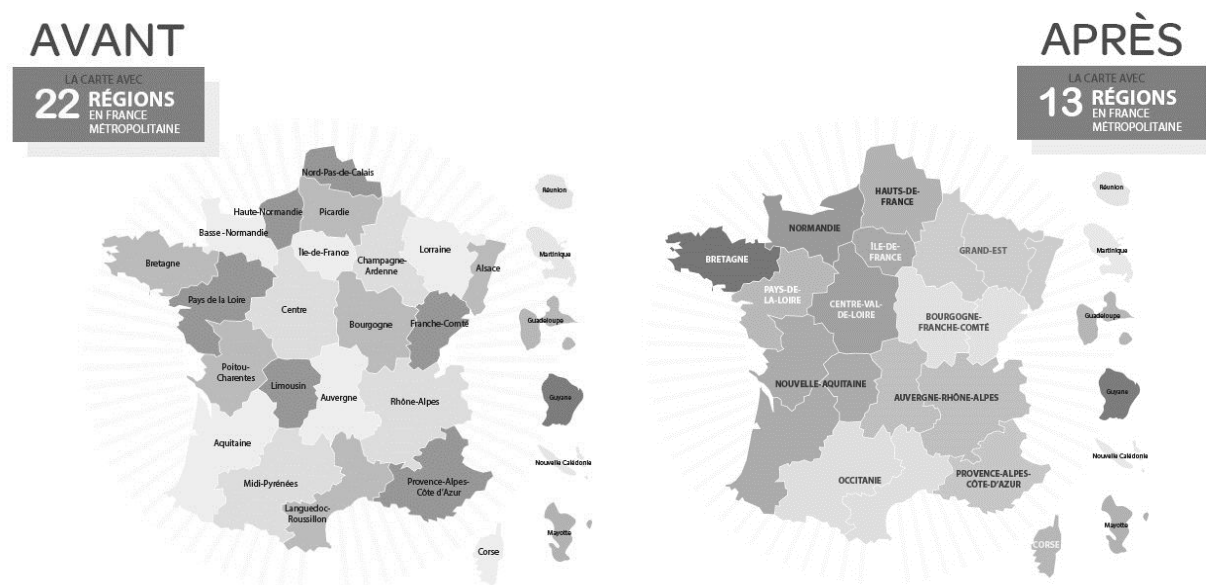 AVANT
LA CARTE AVEC
22 RÉGIONS
EN FRANCE
MÉTROPOLITAINE
Nord-Pas-de-Calais
Haute-Normandie
Picardie
Basse -Normandie
Île-de-France
Champagne-
Ardenne
Lorraine
Alsace
Bretagne
Pays de la Loire
Centre
Bourgogne
Franche-Comté
Poitou-
Charentes
Limousin
Auvergne
Rhône-Alpes
Aquitaine
Midi-Pyrénées
Languedoc-
Roussillon
Provence-Alpes-
Côte d'Azur
Corse
Réunion
Martinique
Guadeloupe
Guyane
Nouvelle Calédonie
Mayotte
APRÈS
LA CARTE AVEC
13 RÉGIONS
EN FRANCE
MÉTROPOLITAINE
HAUTS-DE-
FRANCE
NORMANDIE
ÎLE-DE-
FRANCE
GRAND-EST
BRETAGNE
PAYS-DE-
LA-LOIRE
CENTRE-VAL-
DE-LOIRE
BOURGOGNE-
FRANCHE-COMTÉ
NOUVELLE-AQUITAINE
AUVERGNE-RHÔNE-ALPES
OCCITANIE
PROVENCE-ALPES-
CÔTE-D'AZUR
CORSE
Réunion
Martinique
Guadeloupe
Guyane
Nouvelle Calédonie
Mayotte